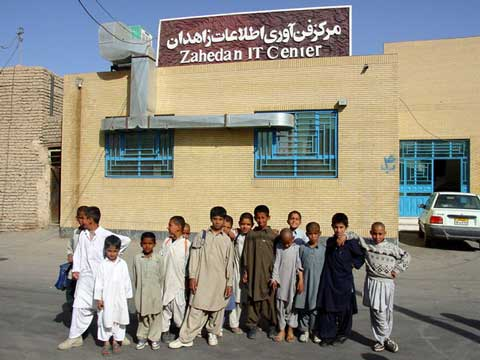 مرکز فن آوری اطلاعات زاهدان
Zahedan IT Center